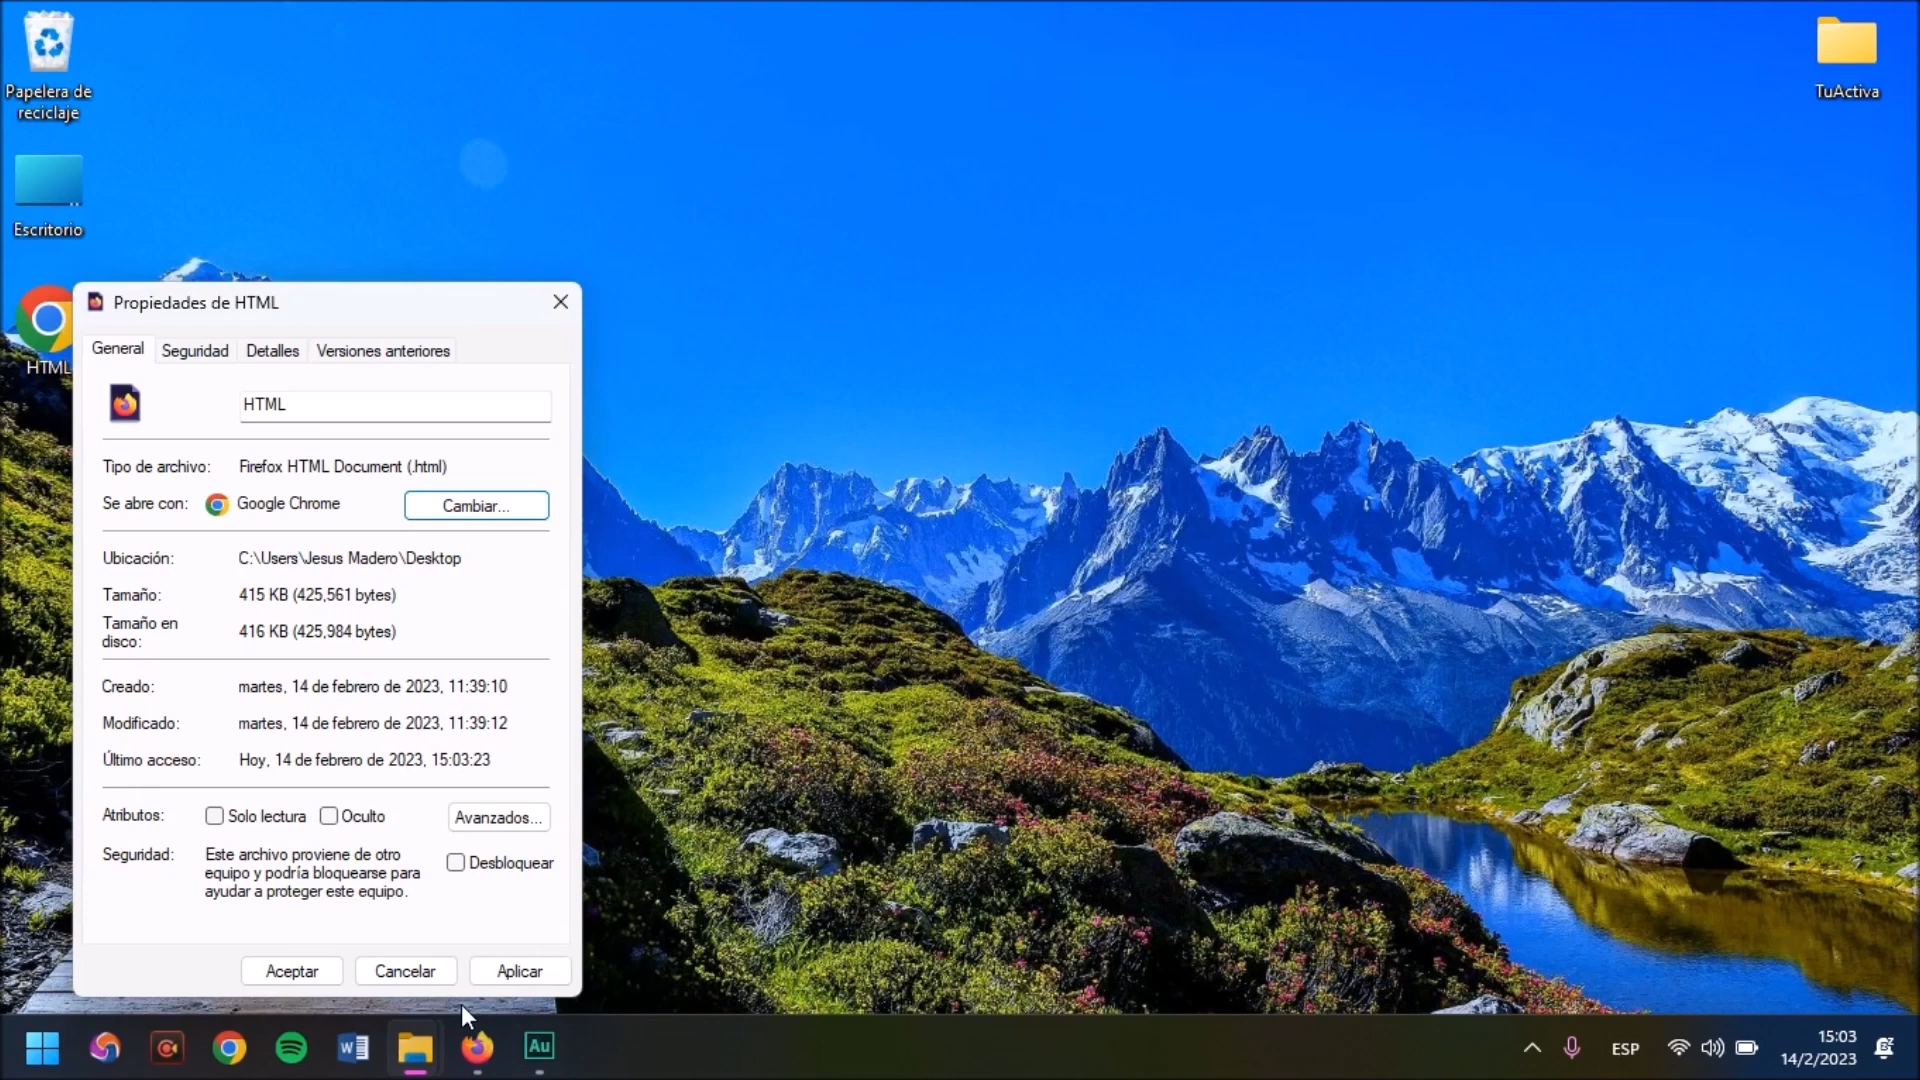 Papelera de
reciclaje
Escritorio
HTML
TuActiva
Propiedades de HTML
General
Seguridad
Detalles
Versiones anteriores
HTML
Tipo de archivo:
Firefox HTML Document (.html)
Se abre con:
Google Chrome
Cambiar...
Ubicación:
C:\Users\Jesus Madero\Desktop
Tamaño:
415 KB (425,561 bytes)
Tamaño en
disco:
416 KB (425,984 bytes)
Creado:
martes, 14 de febrero de 2023, 11:39:10
Modificado:
martes, 14 de febrero de 2023, 11:39:12
Último acceso:
Hoy, 14 de febrero de 2023, 15:03:23
Atributos:
Solo lectura
Oculto
Avanzados...
Seguridad:
Este archivo proviene de otro
equipo y podría bloquearse para
ayudar a proteger este equipo.
Desbloquear
Aceptar
Cancelar
Aplicar
W
Au
ESP
15:03
14/2/2023